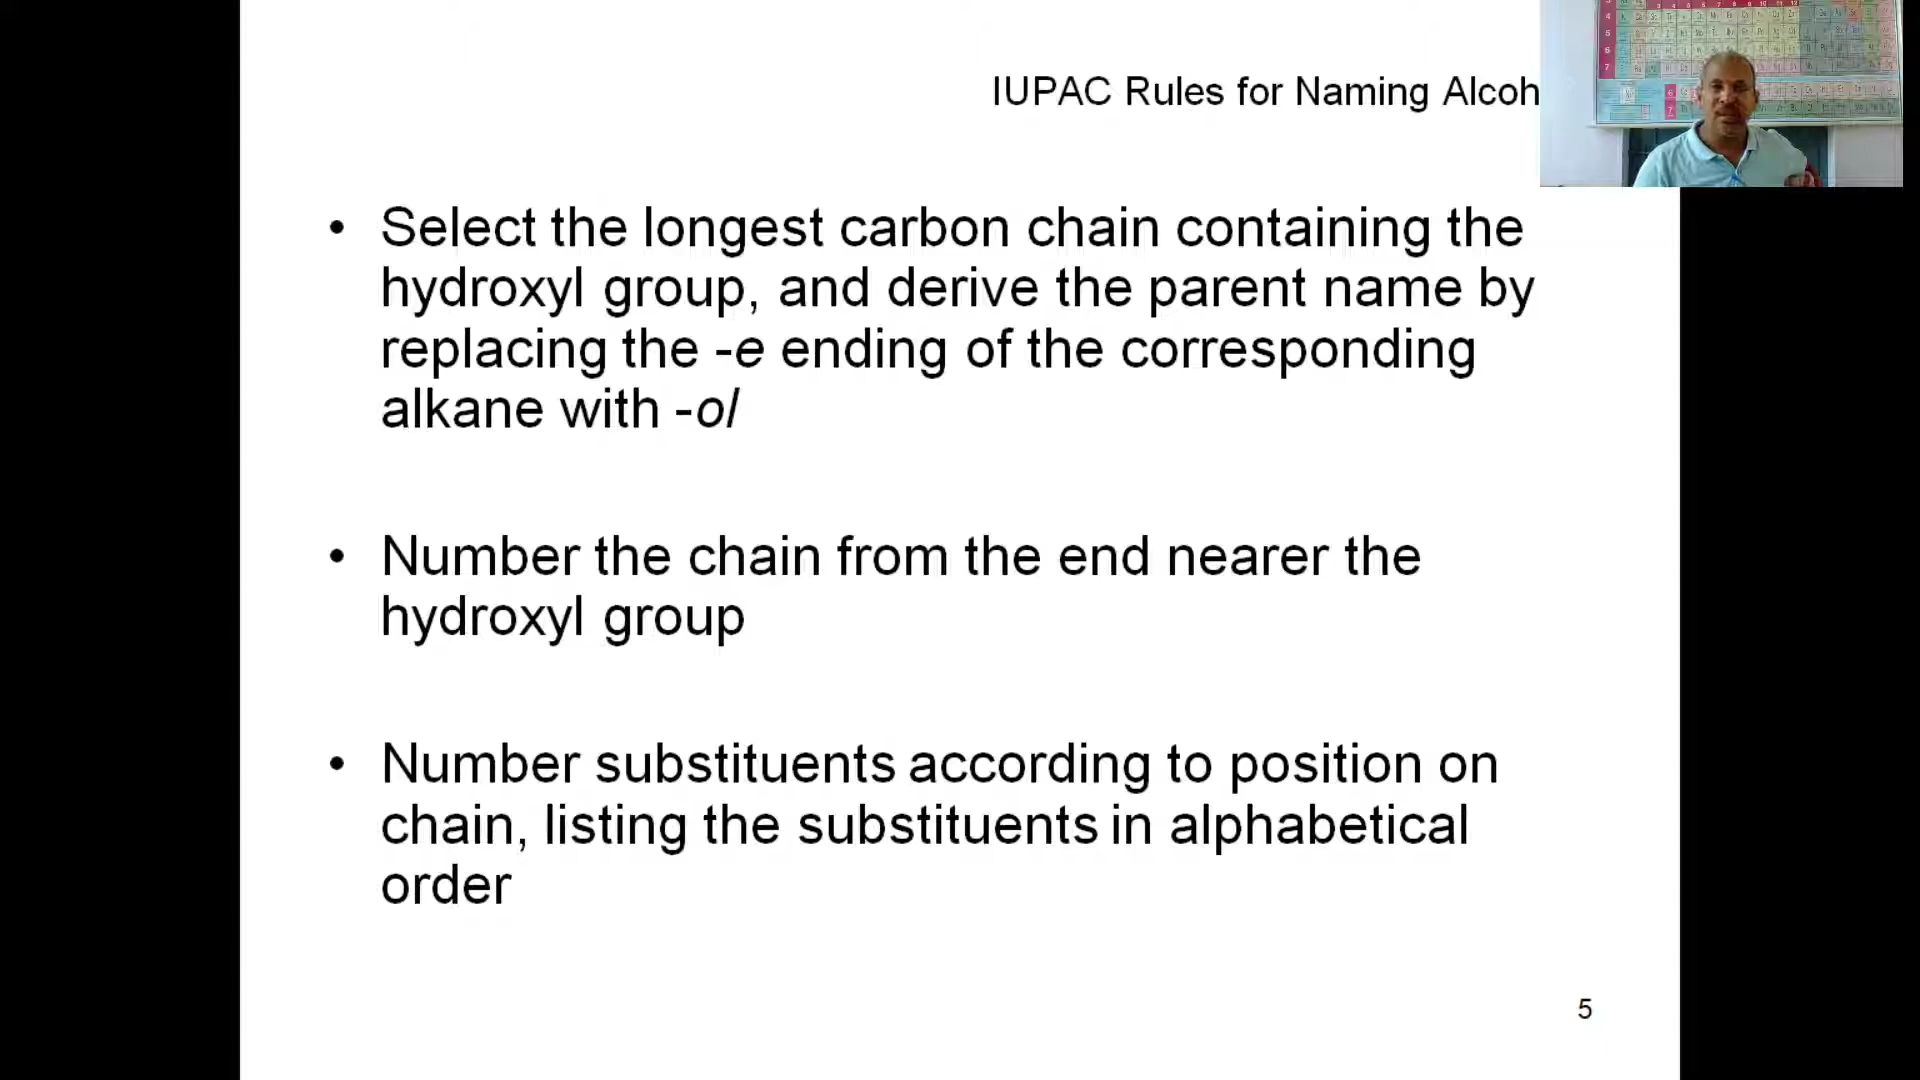 IUPAC Rules for Naming Alcoh
• Select the longest carbon chain containing the
hydroxyl group, and derive the parent name by
replacing the -e ending of the corresponding
alkane with -ol
• Number the chain from the end nearer the
hydroxyl group
• Number substituents according to position on
chain, listing the substituents in alphabetical
order
5